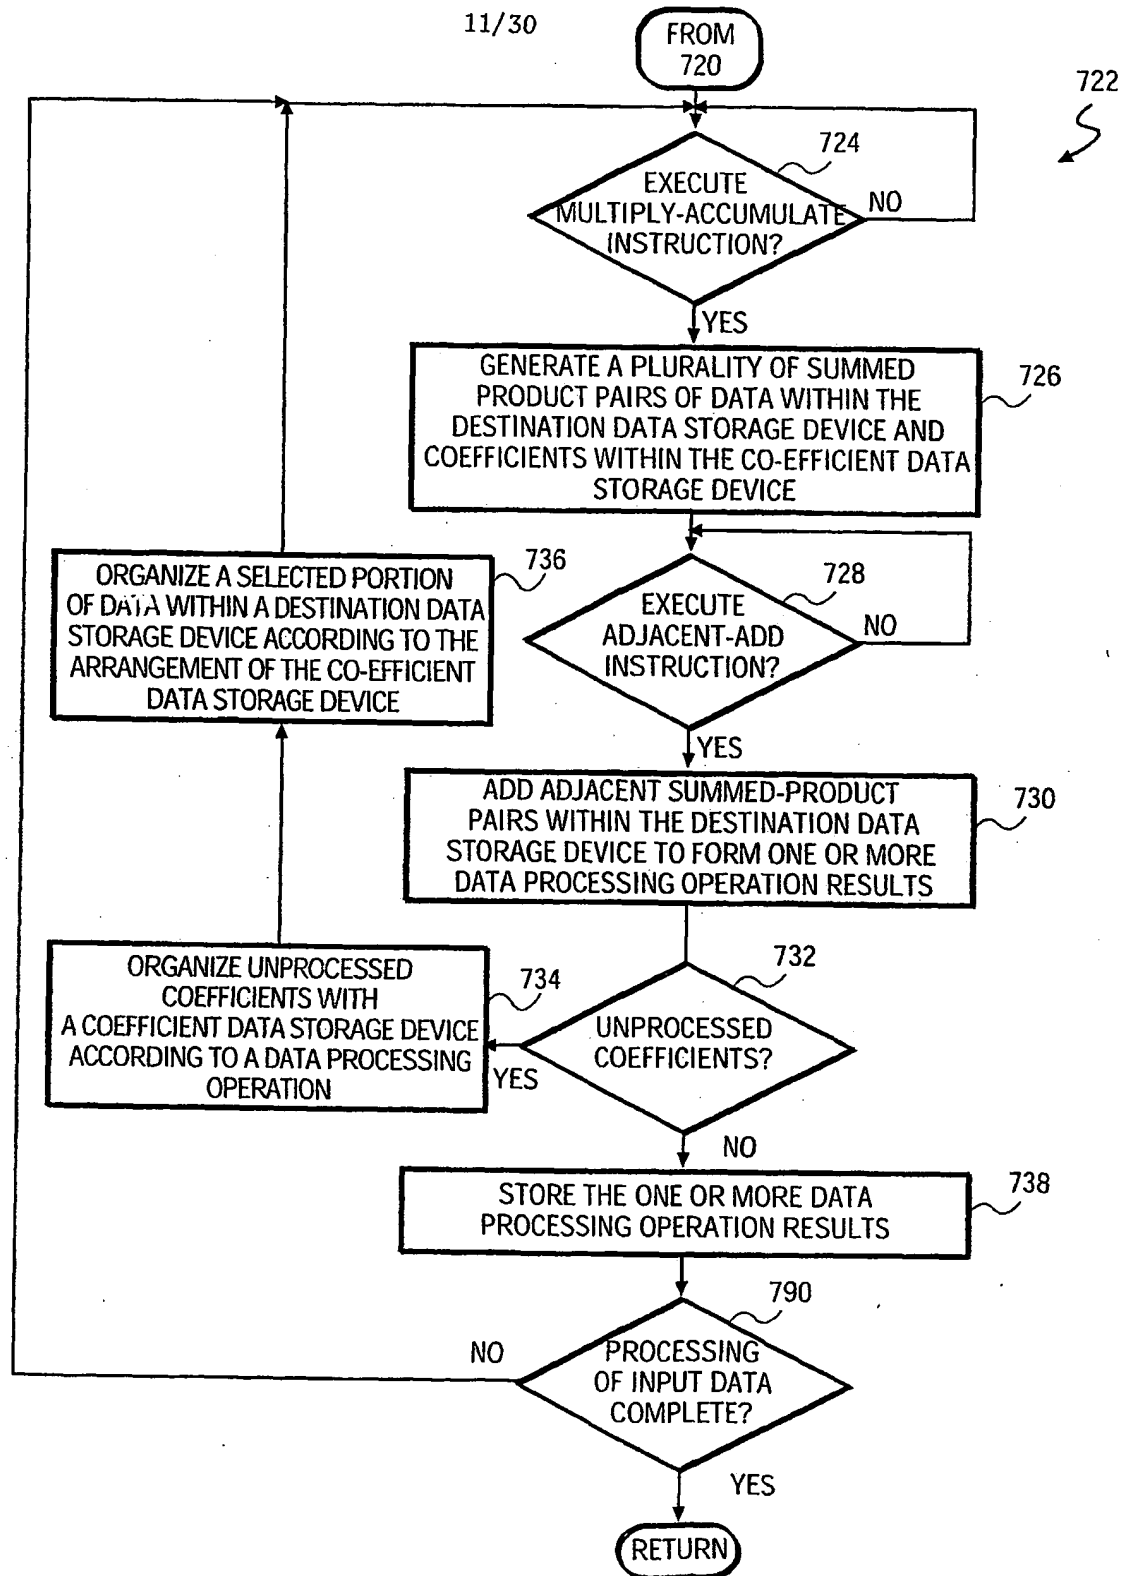 11/30
FROM
720
722
724
EXECUTE
MULTIPLY-ACCUMULATE
INSTRUCTION?
NO
YES
GENERATE A PLURALITY OF SUMMED
PRODUCT PAIRS OF DATA WITHIN THE
DESTINATION DATA STORAGE DEVICE AND
COEFFICIENTS WITHIN THE CO-EFFICIENT DATA
STORAGE DEVICE
726
728
EXECUTE
ADJACENT-ADD
INSTRUCTION?
NO
YES
736
ORGANIZE A SELECTED PORTION
OF DATA WITHIN A DESTINATION DATA
STORAGE DEVICE ACCORDING TO THE
ARRANGEMENT OF THE CO-EFFICIENT
DATA STORAGE DEVICE
ADD ADJACENT SUMMED-PRODUCT
PAIRS WITHIN THE DESTINATION DATA
STORAGE DEVICE TO FORM ONE OR MORE
DATA PROCESSING OPERATION RESULTS
730
732
UNPROCESSED
COEFFICIENTS?
YES
NO
734
ORGANIZE UNPROCESSED
COEFFICIENTS WITH
A COEFFICIENT DATA STORAGE DEVICE
ACCORDING TO A DATA PROCESSING
OPERATION
STORE THE ONE OR MORE DATA
PROCESSING OPERATION RESULTS
738
790
PROCESSING
OF INPUT DATA
COMPLETE?
NO
YES
RETURN